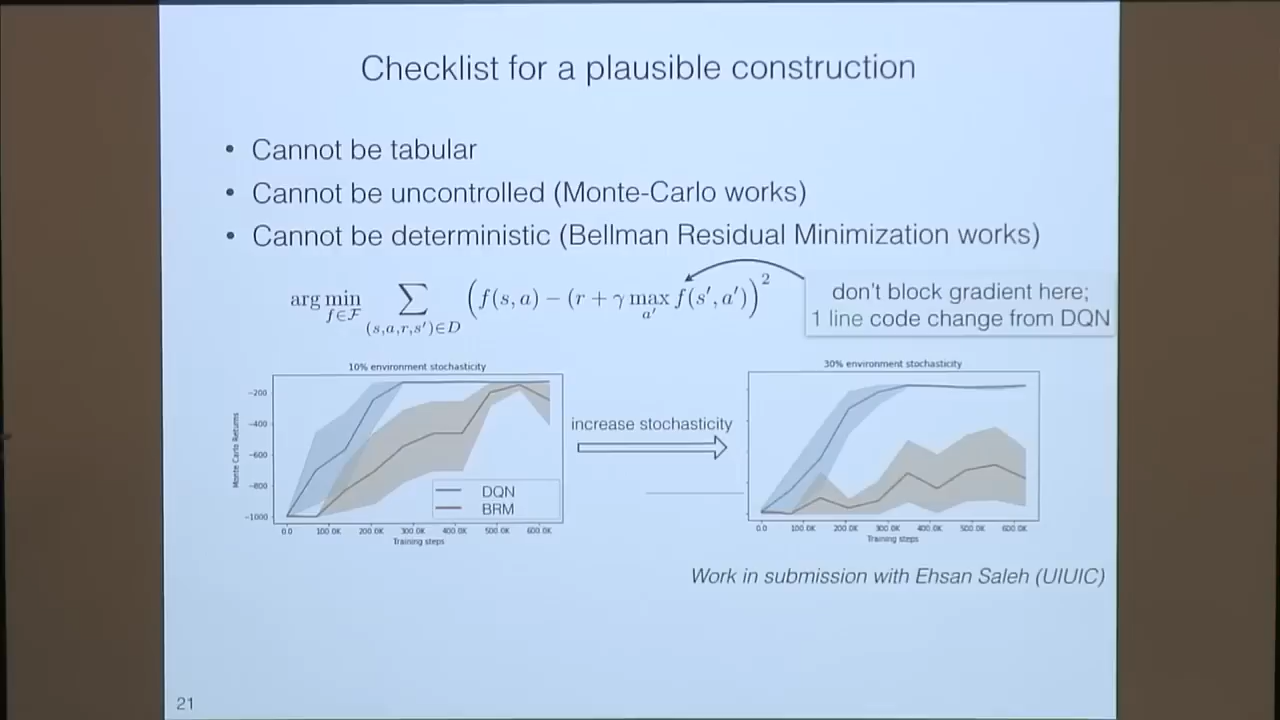 Checklist for a plausible construction
• Cannot be tabular
• Cannot be uncontrolled (Monte-Carlo works)
• Cannot be deterministic (Bellman Residual Minimization works)
arg min f∈F ∑ (s,a,r,s')∈D ( f(s, a) − (r + γ max a' f(s', a')) )²
don't block gradient here;
1 line code change from DQN
10% environment stochasticity
Monte Carlo Returns
−200
−400
−600
−800
−1000
DQN
BRM
0.0 100.0K 200.0K 300.0K 400.0K 500.0K 600.0K
Training steps
increase stochasticity
30% environment stochasticity
0.0 100.0K 200.0K 300.0K 400.0K 500.0K 600.0K
Training steps
Work in submission with Ehsan Saleh (UIUIC)
21